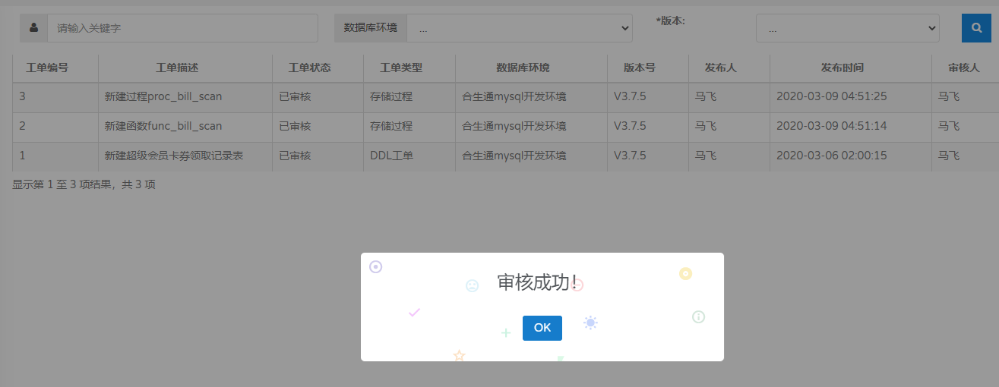 请输入关键字 数据库环境 ... *版本: ...
工单编号 工单描述 工单状态 工单类型 数据库环境 版本号 发布人 发布时间 审核人
3 新建过程proc_bill_scan 已审核 存储过程 合生通mysql开发环境 V3.7.5 马飞 2020-03-09 04:51:25 马飞
2 新建函数func_bill_scan 已审核 存储过程 合生通mysql开发环境 V3.7.5 马飞 2020-03-09 04:51:14 马飞
1 新建超级会员卡券领取记录表 已审核 DDL工单 合生通mysql开发环境 V3.7.5 马飞 2020-03-06 02:00:15 马飞
显示第 1 至 3 项结果，共 3 项
审核成功!
OK